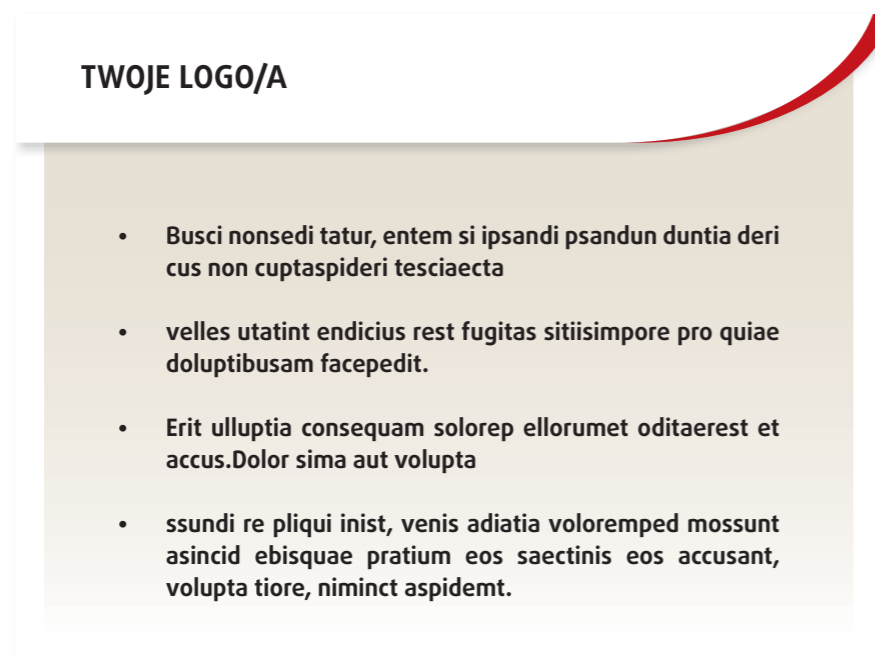 TWOJE LOGO/A
• Busci nonsedi tatur, entem si ipsandi psandun duntia deri
cus non cuptaspideri tesciaecta
• velles utatint endicius rest fugitas sitiisimpore pro quiae
doluptibusam facepedit.
• Erit ulluptia consequam solorep ellorumet oditaerest et
accus.Dolor sima aut volupta
• ssundi re pliqui inist, venis adiatia voloremped mossunt
asincid ebisquae pratium eos saectinis eos accusant,
volupta tiore, niminct aspidemt.